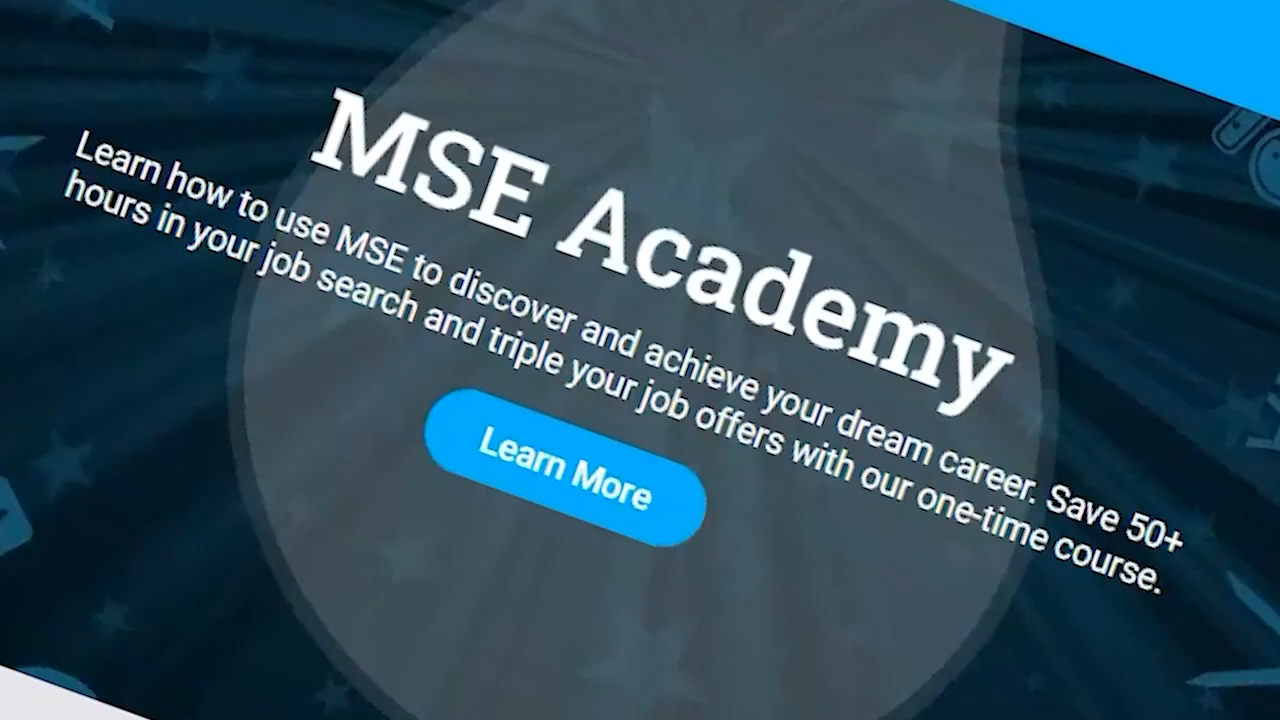 MSE Academy
Learn how to use MSE to discover and achieve your dream career. Save 50+
hours in your job search and triple your job offers with our one-time course.
Learn More